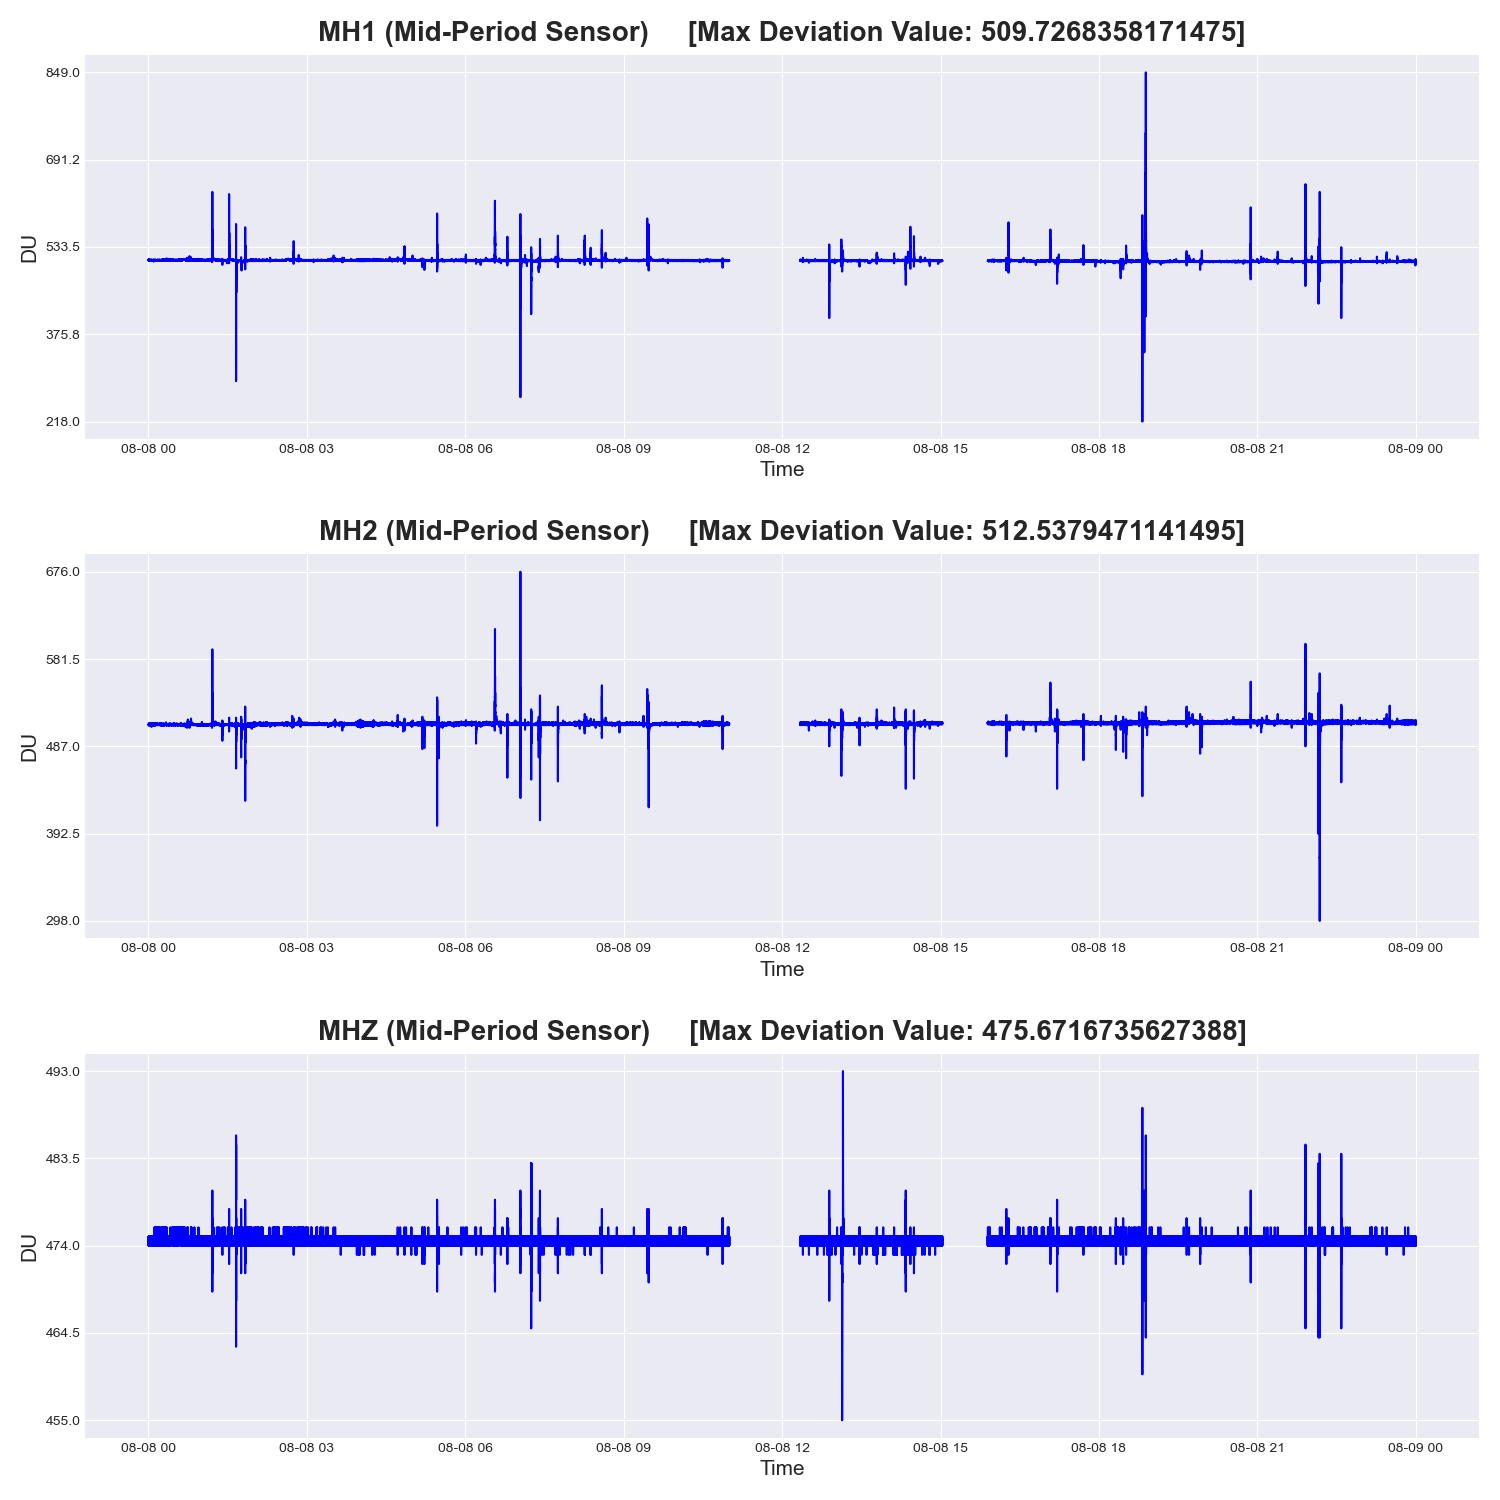 MH1 (Mid-Period Sensor) [Max Deviation Value: 509.7268358171475]
849.0
691.2
533.5
375.8
218.0
DU
08-08 00 08-08 03 08-08 06 08-08 09 08-08 12 08-08 15 08-08 18 08-08 21 08-09 00
Time
MH2 (Mid-Period Sensor) [Max Deviation Value: 512.5379471141495]
676.0
581.5
487.0
392.5
298.0
DU
08-08 00 08-08 03 08-08 06 08-08 09 08-08 12 08-08 15 08-08 18 08-08 21 08-09 00
Time
MHZ (Mid-Period Sensor) [Max Deviation Value: 475.6716735627388]
493.0
483.5
474.0
464.5
455.0
DU
08-08 00 08-08 03 08-08 06 08-08 09 08-08 12 08-08 15 08-08 18 08-08 21 08-09 00
Time